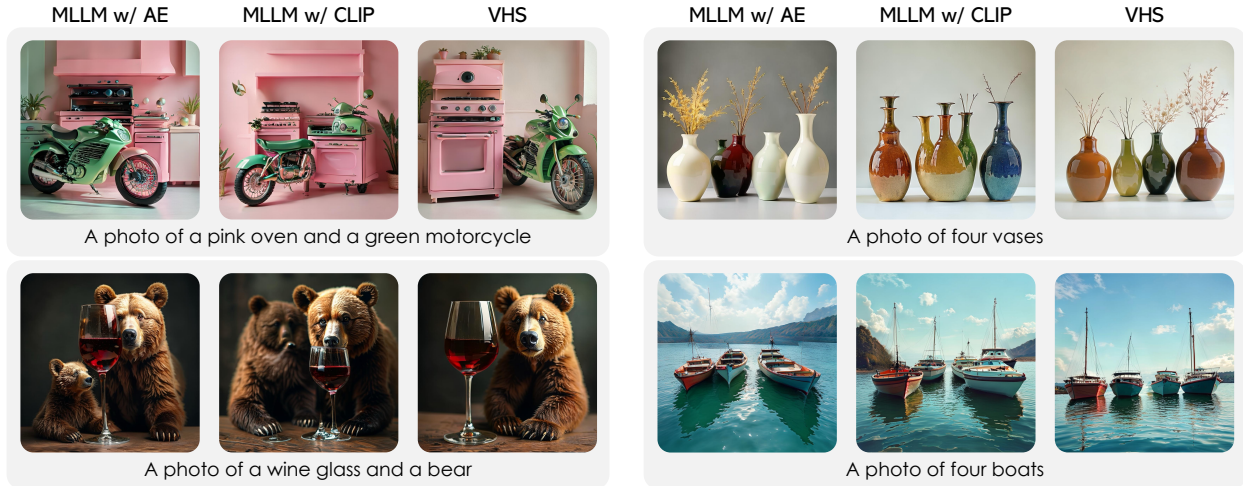 MLLM w/ AE MLLM w/ CLIP VHS
A photo of a pink oven and a green motorcycle
A photo of a wine glass and a bear
MLLM w/ AE MLLM w/ CLIP VHS
A photo of four vases
A photo of four boats